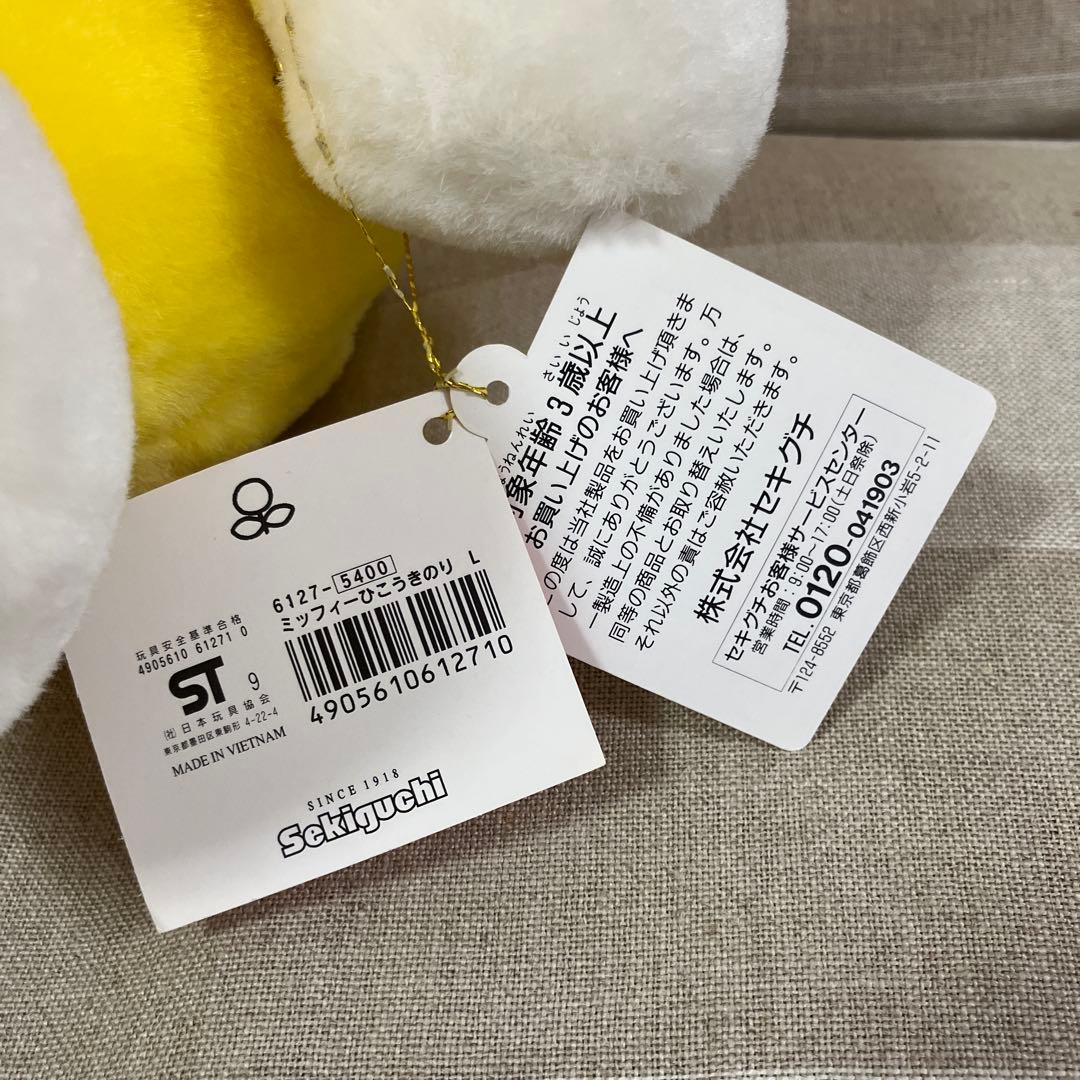 6127-5400
ミッフィーひこうきのり L
4905610612710
玩具安全基準合格
4905610 61271 0
ST 9
(社)日本玩具協会
東京都墨田区東駒形 4-22-4
MADE IN VIETNAM
SINCE 1918
Sekiguchi
ねんれい さいいじょう
象年齢3歳以上
お買い上げのお客様へ
の度は当社製品をお買い上げ頂きま
して、誠にありがとうございます。万
一製造上の不備がありました場合は、
同等の商品とお取り替えいたします。
それ以外の責はご容赦いただきます。
株式会社セキグチ
セキグチお客様サービスセンター
営業時間:9:00〜17:00(土日祭除)
TEL 0120-041903
〒124-8552 東京都葛飾区西新小岩5-2-11